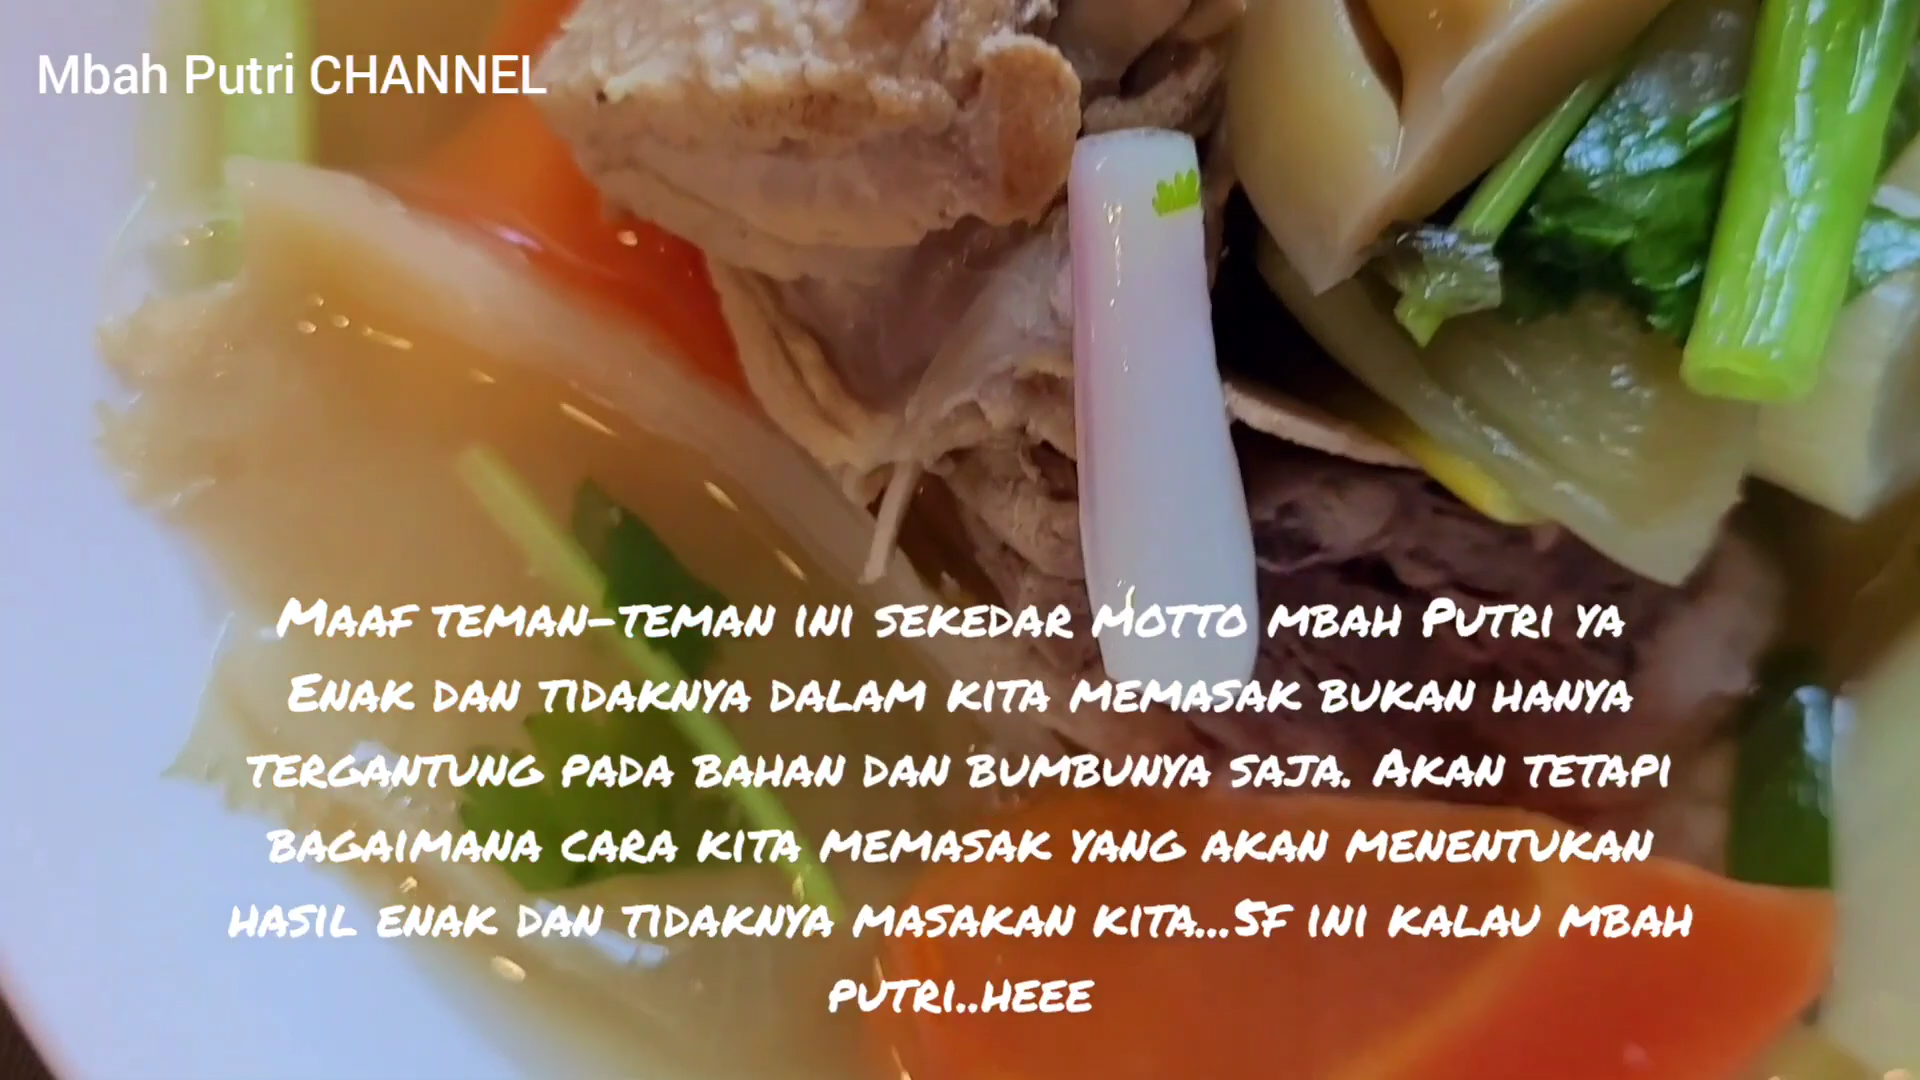 Mbah Putri CHANNEL
Maaf teman-teman ini sekedar motto mbah Putri ya
Enak dan tidaknya dalam kita memasak bukan hanya
tergantung pada bahan dan bumbunya saja. Akan tetapi
bagaimana cara kita memasak yang akan menentukan
hasil enak dan tidaknya masakan kita...Sf ini kalau mbah
putri..heee